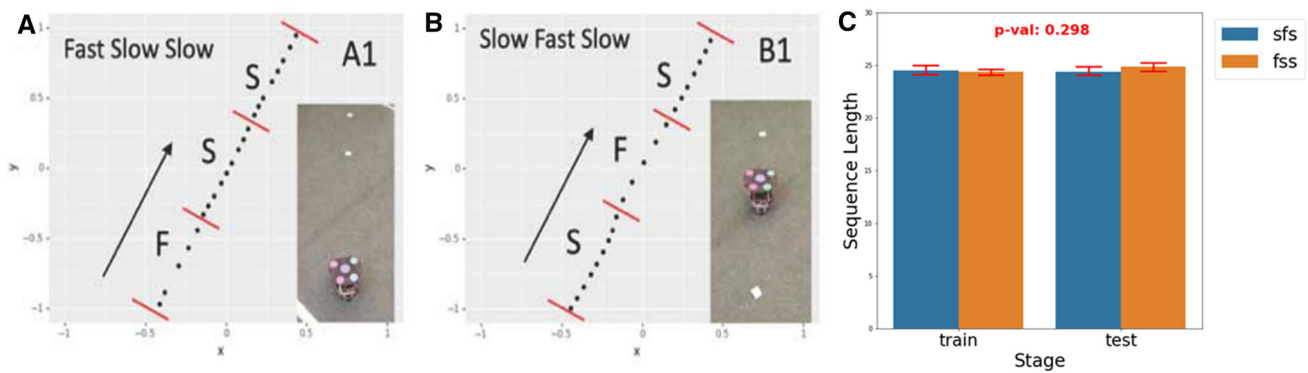 A
Fast Slow Slow
A1
S
S
F
1
0.5
0
−0.5
−1
y
−1
−0.5
0
0.5
1
x
B
Slow Fast Slow
B1
S
F
S
1
0.5
0
−0.5
−1
y
−1
−0.5
0
0.5
1
x
C
p-val: 0.298
30
25
20
15
10
5
0
Sequence Length
train
test
Stage
sfs
fss